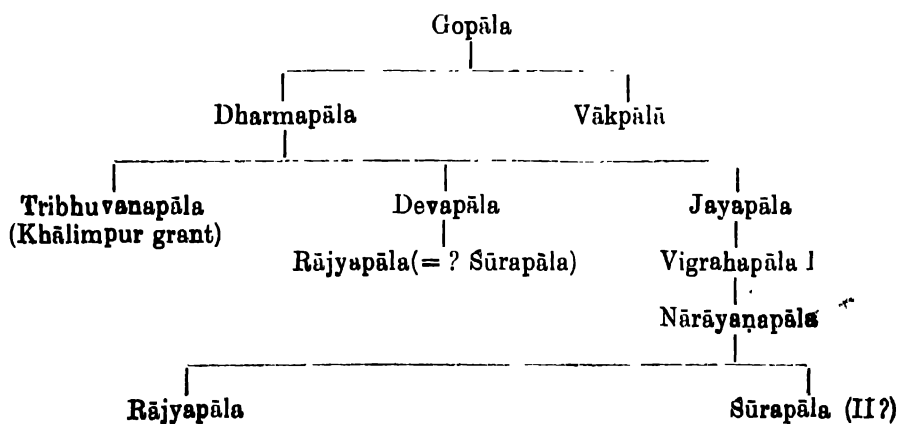 Gopāla
Dharmapāla Vākpālā
Tribhuvanapāla Devapāla Jayapāla
(Khālimpur grant)
Rājyapāla (= ? Sūrapāla) Vigrahapāla I
Nārāyaṇapāla
Rājyapāla Sūrapāla (II?)